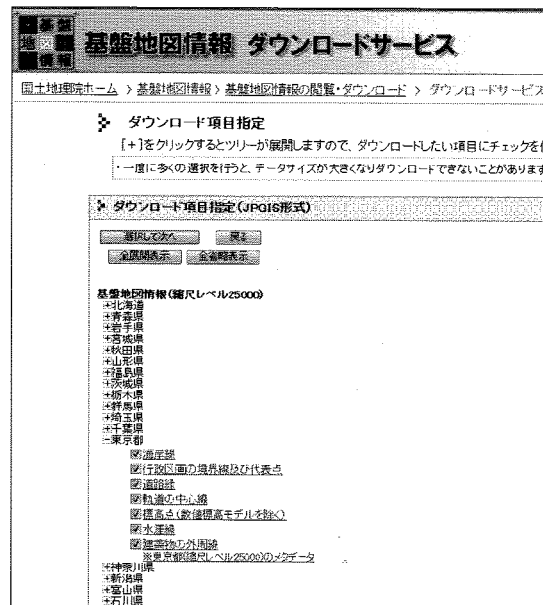 基盤地図情報
基盤地図情報 ダウンロードサービス
国土地理院ホーム > 基盤地図情報 > 基盤地図情報の閲覧・ダウンロード > ダウンロードサービス
ダウンロード項目指定
[+]をクリックするとツリーが展開しますので、ダウンロードしたい項目にチェックを
・一度に多くの選択を行うと、データサイズが大きくなりダウンロードできないことがあります
ダウンロード項目指定(JPGIS形式)
選択して次へ 戻る
全展開表示 全省略表示
基盤地図情報(縮尺レベル25000)
+北海道
+青森県
+岩手県
+宮城県
+秋田県
+山形県
+福島県
+茨城県
+栃木県
+群馬県
+埼玉県
+千葉県
-東京都
海岸線
行政区画の境界線及び代表点
道路縁
軌道の中心線
標高点(数値標高モデルを除く)
水涯線
建築物の外周線
※東京都(縮尺レベル25000)のメタデータ
+神奈川県
+新潟県
+富山県
+石川県